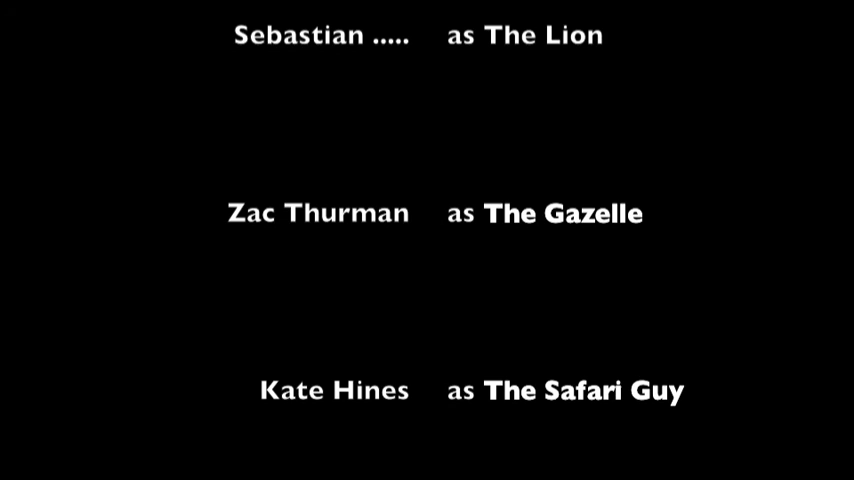 Sebastian ..... as The Lion
Zac Thurman as The Gazelle
Kate Hines as The Safari Guy